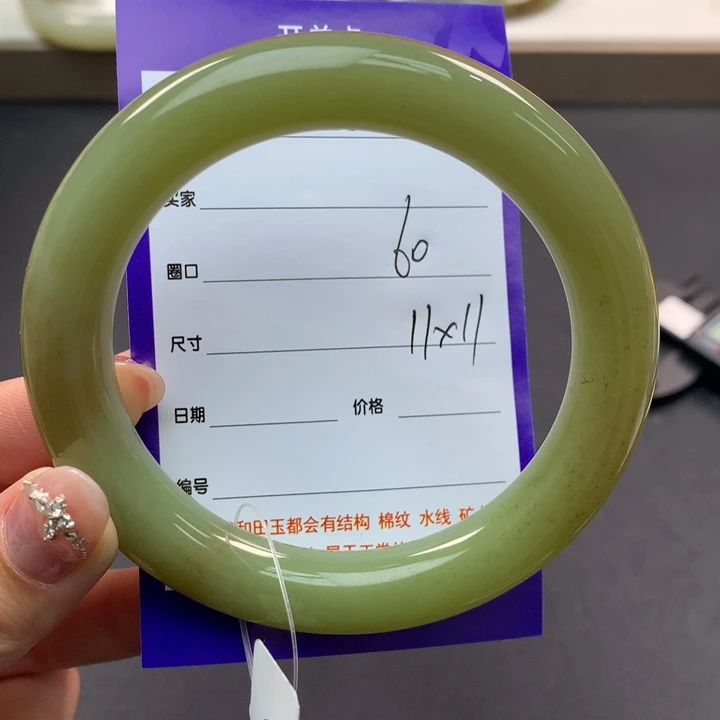 买家
圈口 60
尺寸 11x11
日期 价格
编号
和田玉都会有结构 棉纹 水线